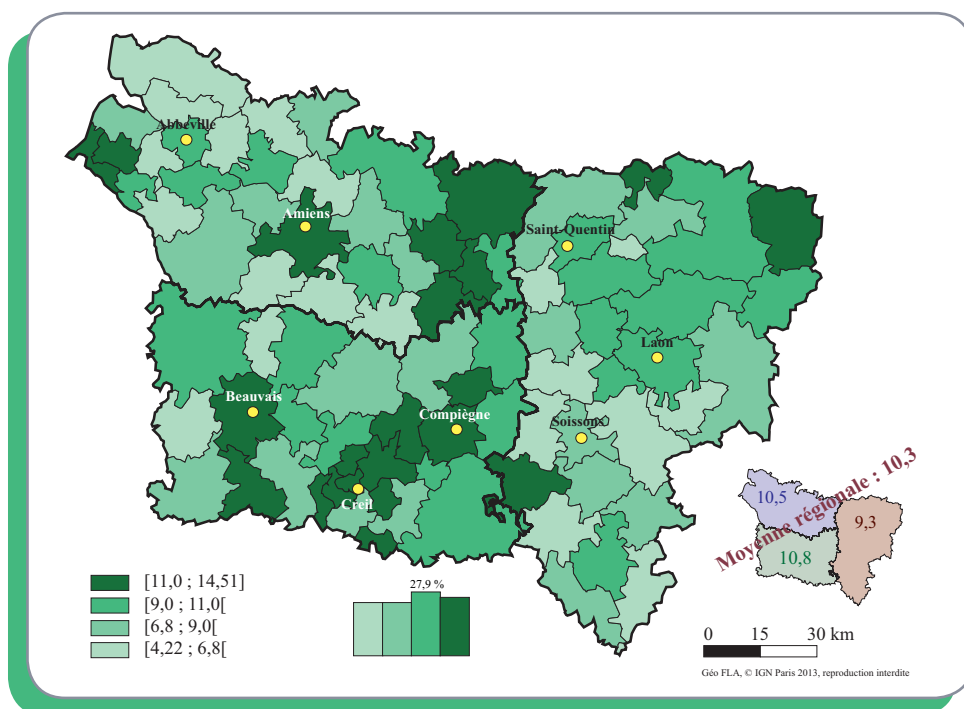 Abbeville
Amiens
Saint-Quentin
Laon
Beauvais
Compiègne
Soissons
Creil
Moyenne régionale : 10,3
10,5
9,3
10,8
[11,0 ; 14,51]
[9,0 ; 11,0[
[6,8 ; 9,0[
[4,22 ; 6,8[
27,9 %
0 15 30 km
Géo FLA, © IGN Paris 2013, reproduction interdite